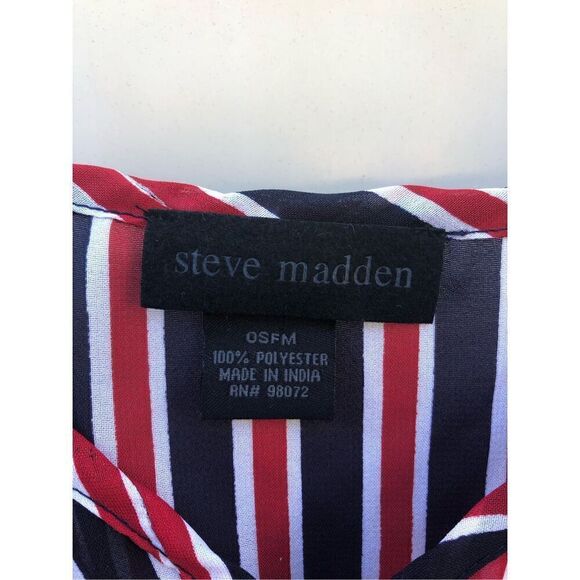 steve madden
OSFM
100% POLYESTER
MADE IN INDIA
RN# 98072